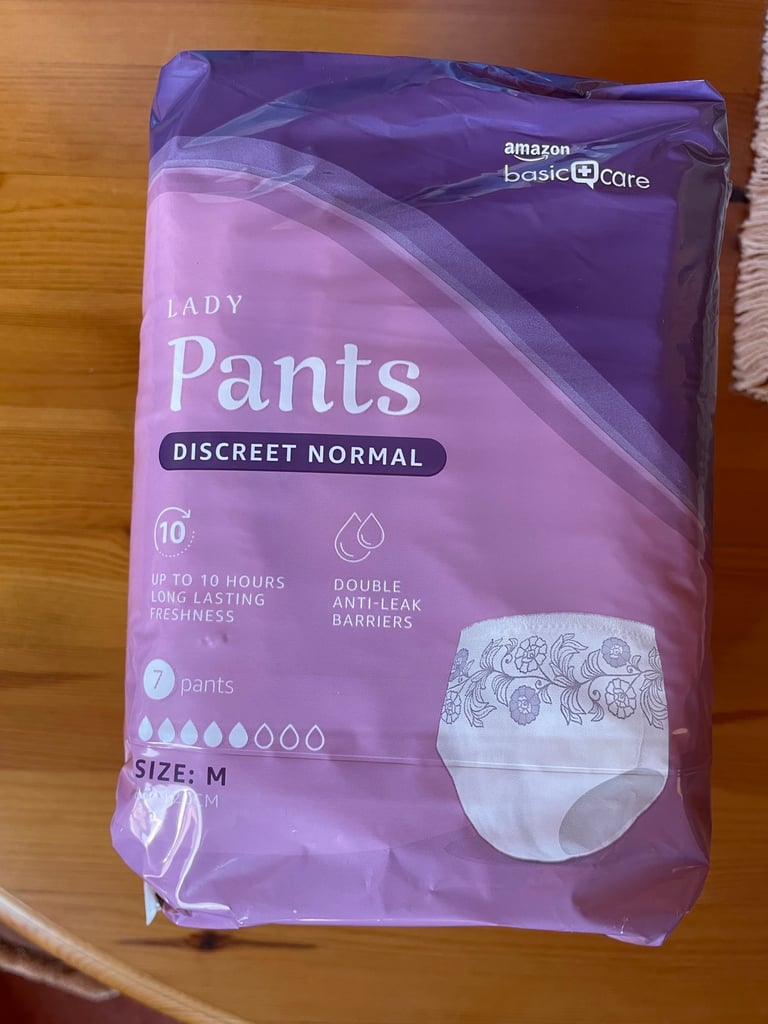 amazon
basic care
LADY
Pants
DISCREET NORMAL
10
UP TO 10 HOURS
LONG LASTING
FRESHNESS
DOUBLE
ANTI-LEAK
BARRIERS
7 pants
SIZE: M